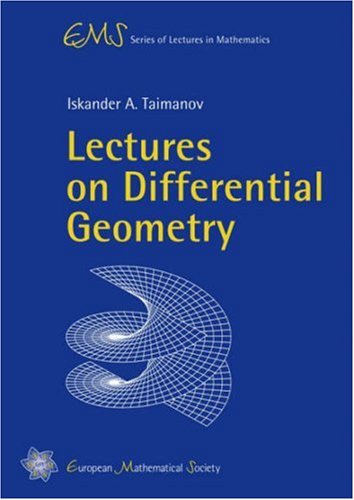 EMS Series of Lectures in Mathematics
Iskander A. Taimanov
Lectures
on Differential
Geometry
European Mathematical Society